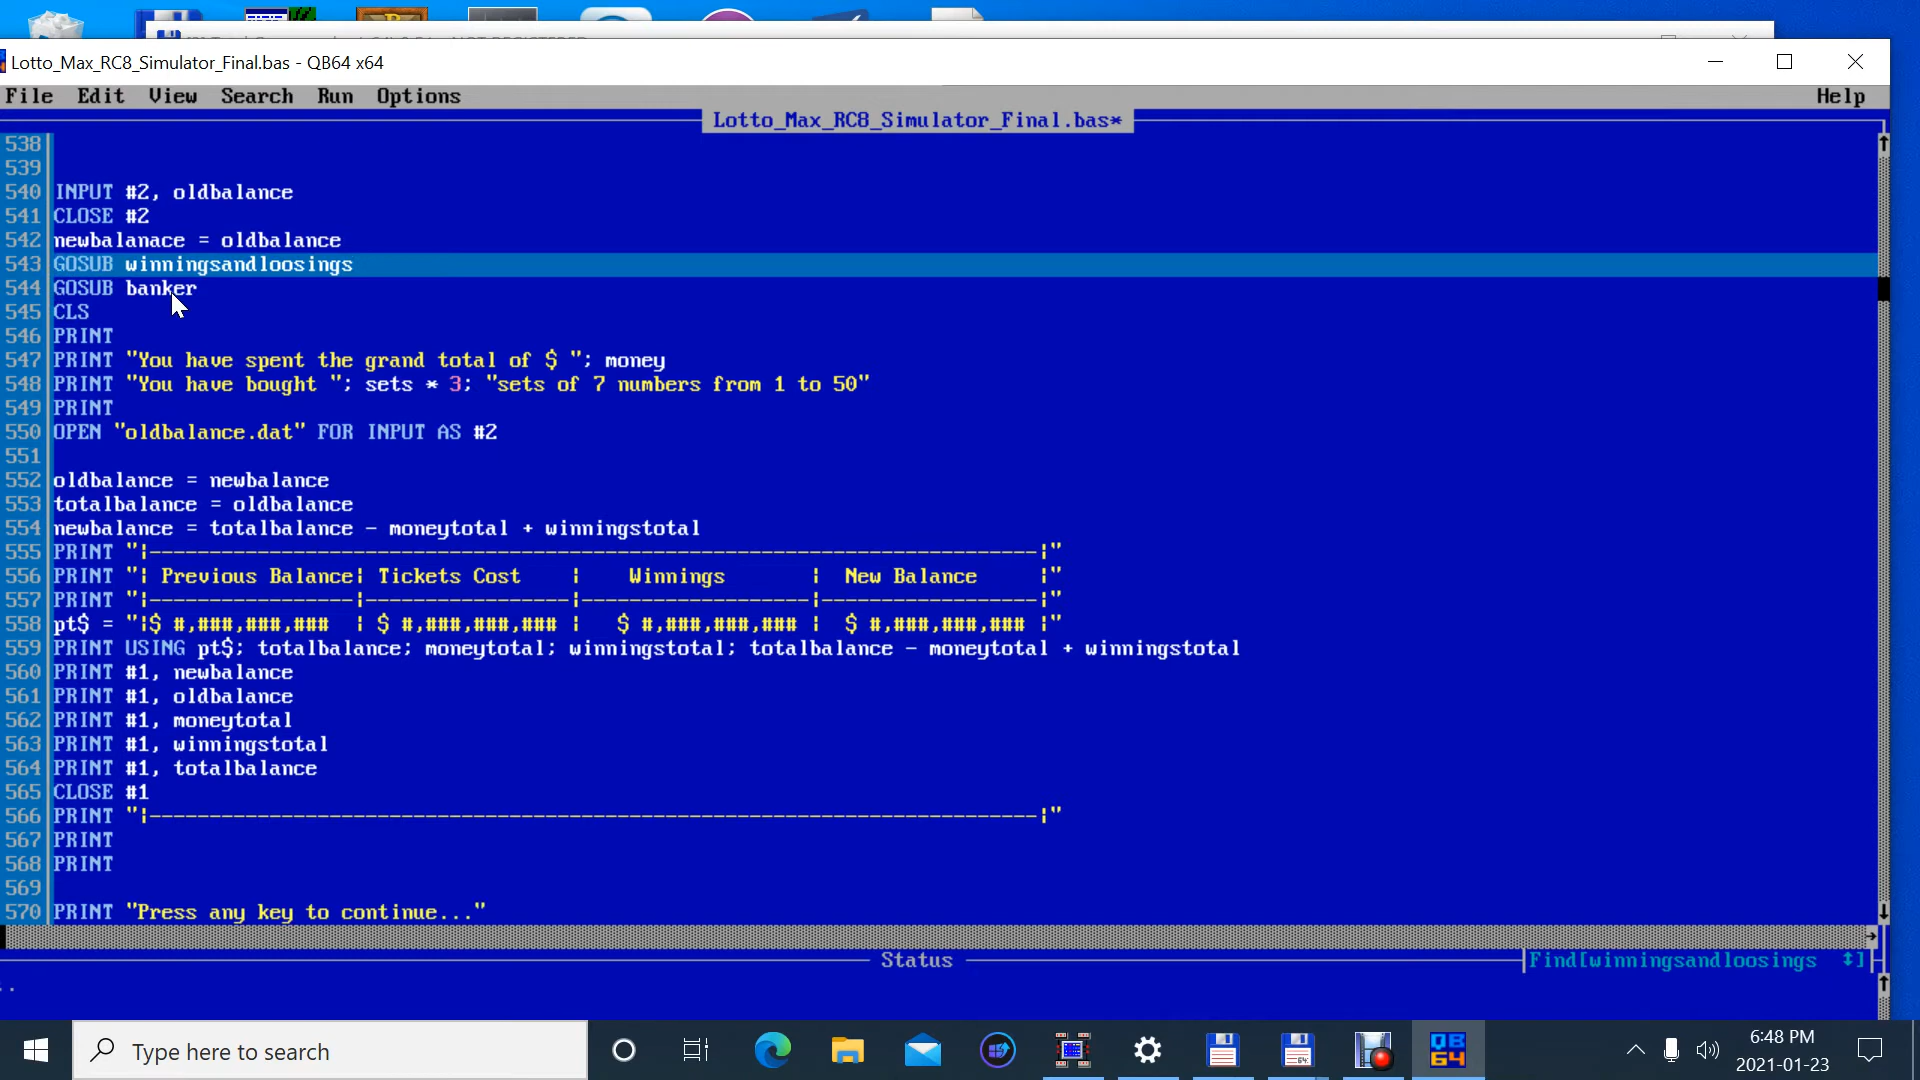 Lotto_Max_RC8_Simulator_Final.bas - QB64 x64
File Edit View Search Run Options Help
Lotto_Max_RC8_Simulator_Final.bas*
538
539
540 INPUT #2, oldbalance
541 CLOSE #2
542 newbalanace = oldbalance
543 GOSUB winningsandloosings
544 GOSUB banker
545 CLS
546 PRINT
547 PRINT "You have spent the grand total of $ "; money
548 PRINT "You have bought "; sets * 3; "sets of 7 numbers from 1 to 50"
549 PRINT
550 OPEN "oldbalance.dat" FOR INPUT AS #2
551
552 oldbalance = newbalance
553 totalbalance = oldbalance
554 newbalance = totalbalance - moneytotal + winningstotal
555 PRINT "|--------------------------------------------------------------------------|"
556 PRINT "| Previous Balance| Tickets Cost    |    Winnings       |  New Balance     |"
557 PRINT "|-----------------|-----------------|-------------------|------------------|"
558 pt$ = "|$ #,###,###,###  | $ #,###,###,### |   $ #,###,###,### |  $ #,###,###,### |"
559 PRINT USING pt$; totalbalance; moneytotal; winningstotal; totalbalance - moneytotal + winningstotal
560 PRINT #1, newbalance
561 PRINT #1, oldbalance
562 PRINT #1, moneytotal
563 PRINT #1, winningstotal
564 PRINT #1, totalbalance
565 CLOSE #1
566 PRINT "|--------------------------------------------------------------------------|"
567 PRINT
568 PRINT
569
570 PRINT "Press any key to continue..."
Status
Find[winningsandloosings ]
Type here to search
QB
64
6:48 PM
2021-01-23